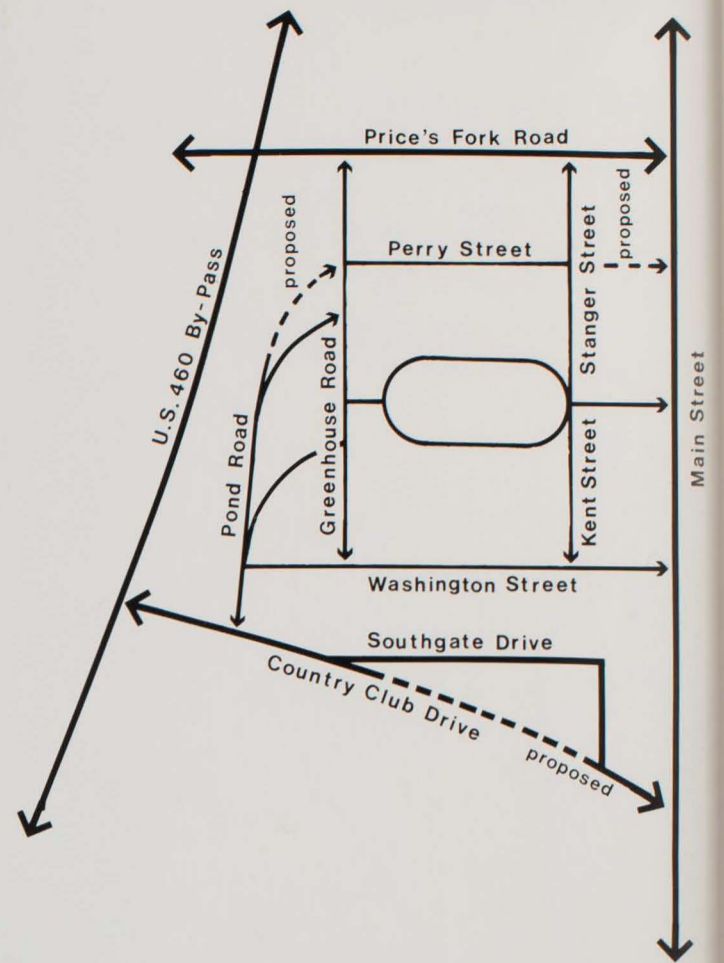 Price's Fork Road
proposed
Perry Street
Stanger Street
proposed
U.S. 460 By-Pass
Pond Road
Greenhouse Road
Kent Street
Main Street
Washington Street
Southgate Drive
Country Club Drive
proposed